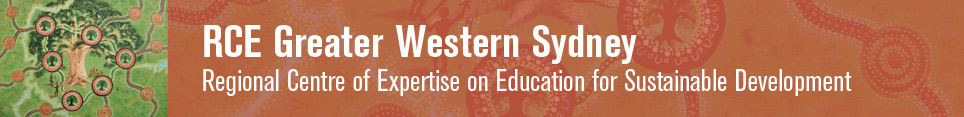 RCE Greater Western Sydney
Regional Centre of Expertise on Education for Sustainable Development